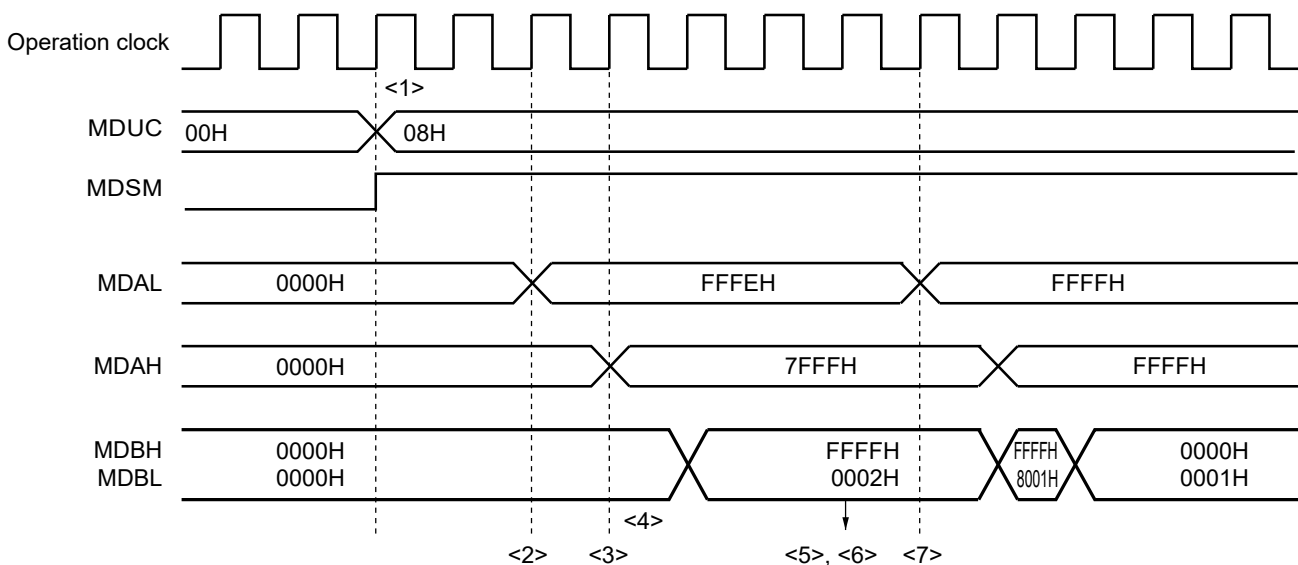 Operation clock
<1>
MDUC 00H 08H
MDSM
MDAL 0000H FFFEH FFFFH
MDAH 0000H 7FFFH FFFFH
MDBH 0000H FFFFH FFFFH 0000H
MDBL 0000H 0002H 8001H 0001H
<4>
<2> <3> <5>, <6> <7>